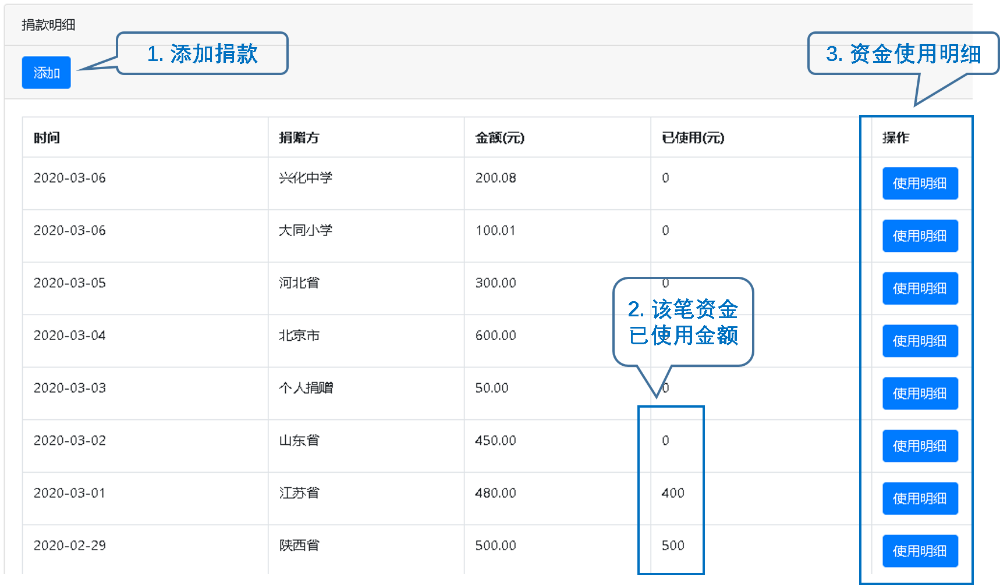 捐款明细
1. 添加捐款
3. 资金使用明细
添加
时间 捐赠方 金额(元) 已使用(元) 操作
2020-03-06 兴化中学 200.08 0 使用明细
2020-03-06 大同小学 100.01 0 使用明细
2020-03-05 河北省 300.00 0 使用明细
2. 该笔资金
已使用金额
2020-03-04 北京市 600.00 使用明细
2020-03-03 个人捐赠 50.00 0 使用明细
2020-03-02 山东省 450.00 0 使用明细
2020-03-01 江苏省 480.00 400 使用明细
2020-02-29 陕西省 500.00 500 使用明细